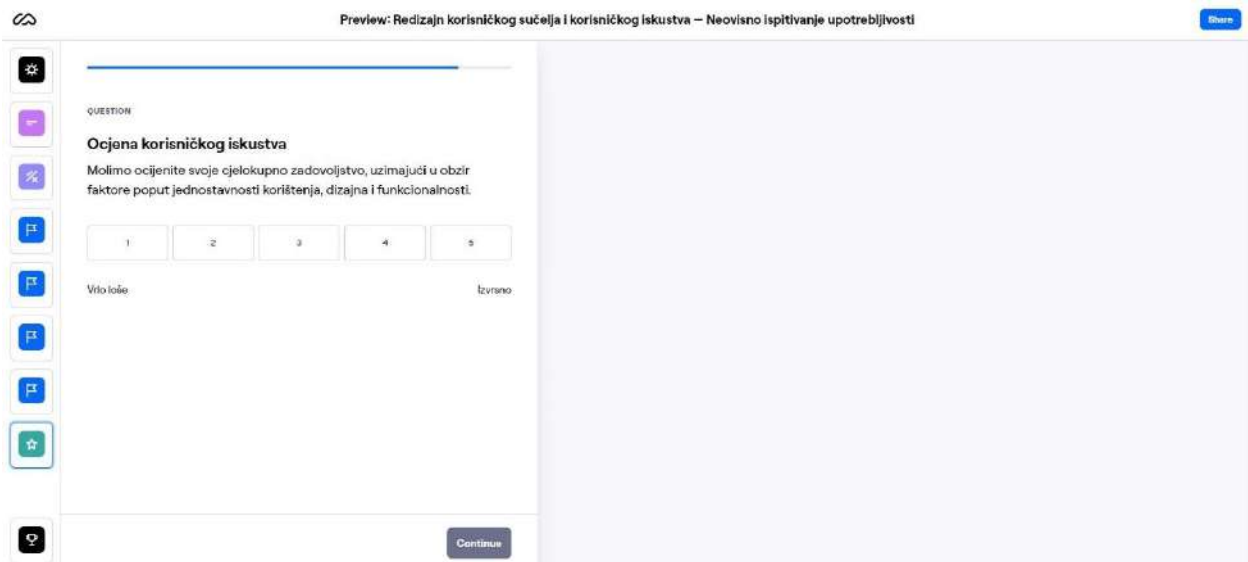 Preview: Redizajn korisničkog sučelja i korisničkog iskustva — Neovisno ispitivanje upotrebljivosti
Share
QUESTION
Ocjena korisničkog iskustva
Molimo ocijenite svoje cjelokupno zadovoljstvo, uzimajući u obzir
faktore poput jednostavnosti korištenja, dizajna i funkcionalnosti.
1 2 3 4 5
Vrlo loše Izvrsno
Continue